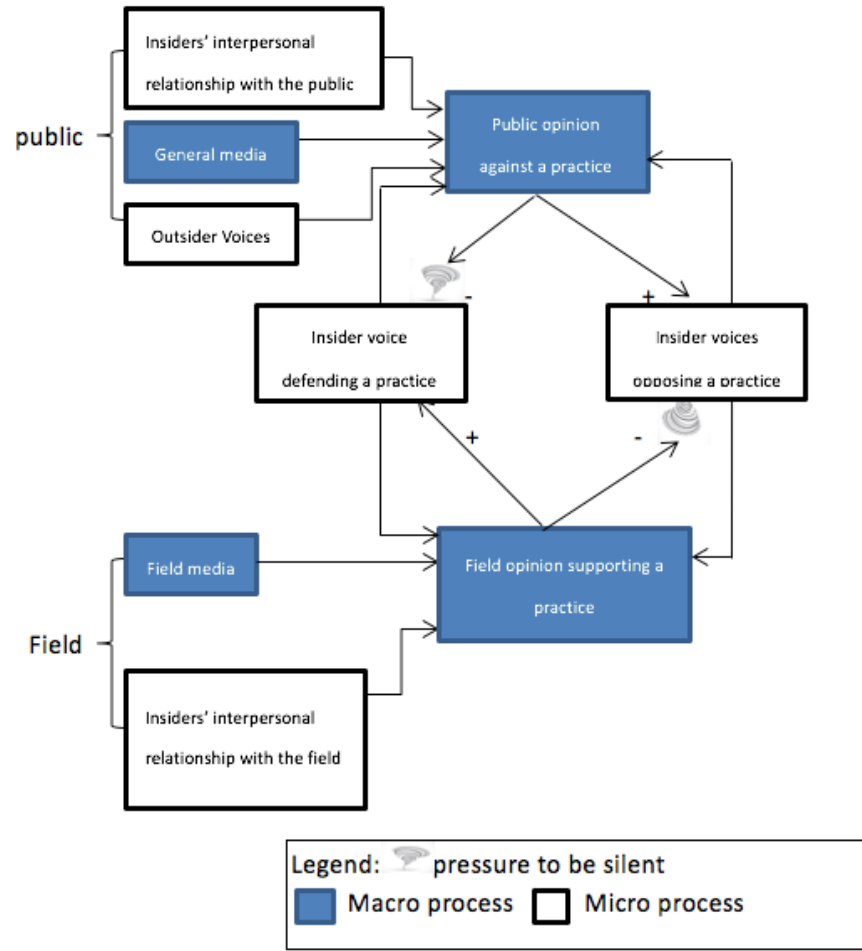 Insiders' interpersonal
relationship with the public
public
General media
Outsider Voices
Public opinion
against a practice
-
+
Insider voice
defending a practice
Insider voices
opposing a practice
+
-
Field media
Field opinion supporting a
practice
Field
Insiders' interpersonal
relationship with the field
Legend: pressure to be silent
Macro process Micro process